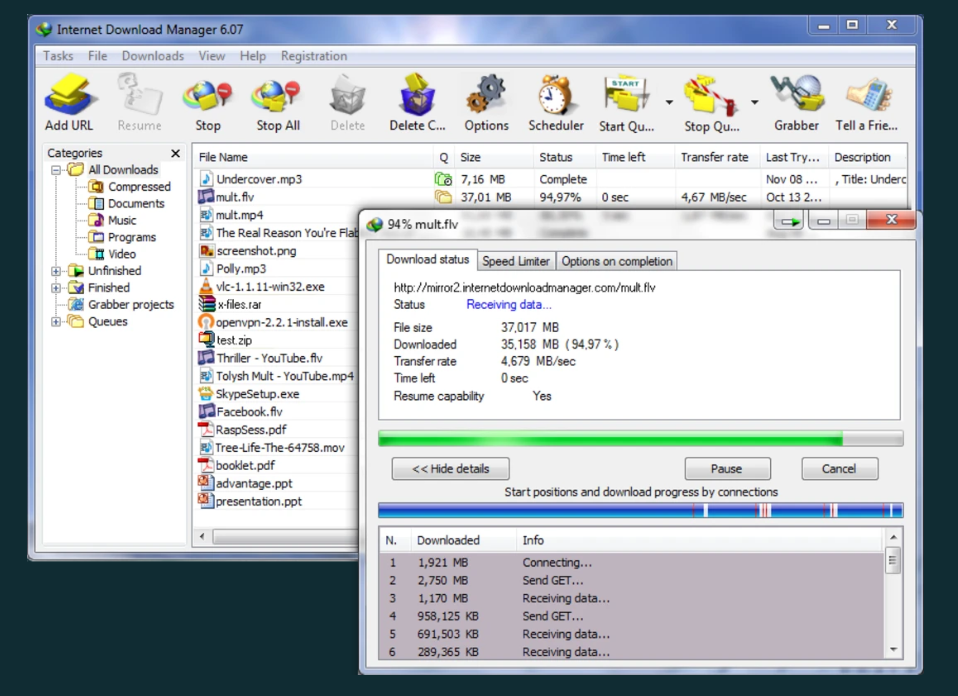 Internet Download Manager 6.07
Tasks File Downloads View Help Registration
Add URL Resume Stop Stop All Delete Delete C... Options Scheduler Start Qu... Stop Qu... Grabber Tell a Frie...
START
Categories X
All Downloads
Compressed
Documents
Music
Programs
Video
Unfinished
Finished
Grabber projects
Queues
File Name Q Size Status Time left Transfer rate Last Try... Description
Undercover.mp3 7,16 MB Complete Nov 08 ... , Title: Underc
mult.flv 37,01 MB 94,97% 0 sec 4,67 MB/sec Oct 13 2...
mult.mp4
The Real Reason You're Flab
screenshot.png
Polly.mp3
vlc-1.1.11-win32.exe
x-files.rar
openvpn-2.2.1-install.exe
test.zip
Thriller - YouTube.flv
Tolysh Mult - YouTube.mp4
SkypeSetup.exe
Facebook.flv
RaspSess.pdf
Tree-Life-The-64758.mov
booklet.pdf
advantage.ppt
presentation.ppt
94% mult.flv
Download status Speed Limiter Options on completion
http://mirror2.internetdownloadmanager.com/mult.flv
Status Receiving data...
File size 37,017 MB
Downloaded 35,158 MB ( 94,97 % )
Transfer rate 4,679 MB/sec
Time left 0 sec
Resume capability Yes
<< Hide details Pause Cancel
Start positions and download progress by connections
N. Downloaded Info
1 1,921 MB Connecting...
2 2,750 MB Send GET...
3 1,170 MB Receiving data...
4 958,125 KB Send GET...
5 691,503 KB Receiving data...
6 289,365 KB Receiving data...